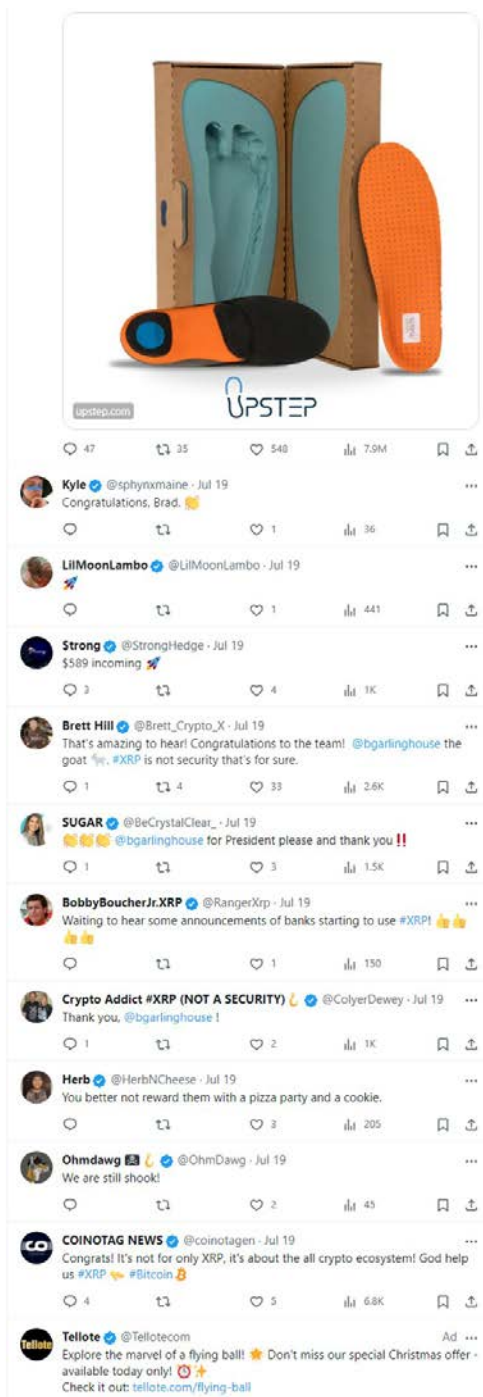 UPSTEP
upstep.com
47 35 548 7.9M
Kyle @sphynxmaine · Jul 19
Congratulations, Brad. 👏
1 36
LilMoonLambo @LilMoonLambo · Jul 19
🚀
1 441
$trong @StrongHedge · Jul 19
$589 incoming 🚀
3 4 1K
Brett Hill @Brett_Crypto_X · Jul 19
That's amazing to hear! Congratulations to the team! @bgarlinghouse the
goat 🐐. #XRP is not security that's for sure.
1 4 33 2.6K
SUGAR @BeCrystalClear_ · Jul 19
👏👏👏 @bgarlinghouse for President please and thank you ‼️
1 3 1.5K
BobbyBoucherJr.XRP @RangerXrp · Jul 19
Waiting to hear some announcements of banks starting to use #XRP! 👍👍
👍👍
1 150
Crypto Addict #XRP (NOT A SECURITY) 🪝 @ColyerDewey · Jul 19
Thank you, @bgarlinghouse !
1 2 1K
Herb @HerbNCheese · Jul 19
You better not reward them with a pizza party and a cookie.
3 205
Ohmdawg 🏴‍☠️ 🪝 @OhmDawg · Jul 19
We are still shook!
2 45
COINOTAG NEWS @coinotagen · Jul 19
Congrats! It's not for only XRP, it's about the all crypto ecosystem! God help
us #XRP #Bitcoin
4 5 6.8K
Tellote @Tellotecom Ad
Explore the marvel of a flying ball! 🌟 Don't miss our special Christmas offer -
available today only! ⏰✨
Check it out: tellote.com/flying-ball